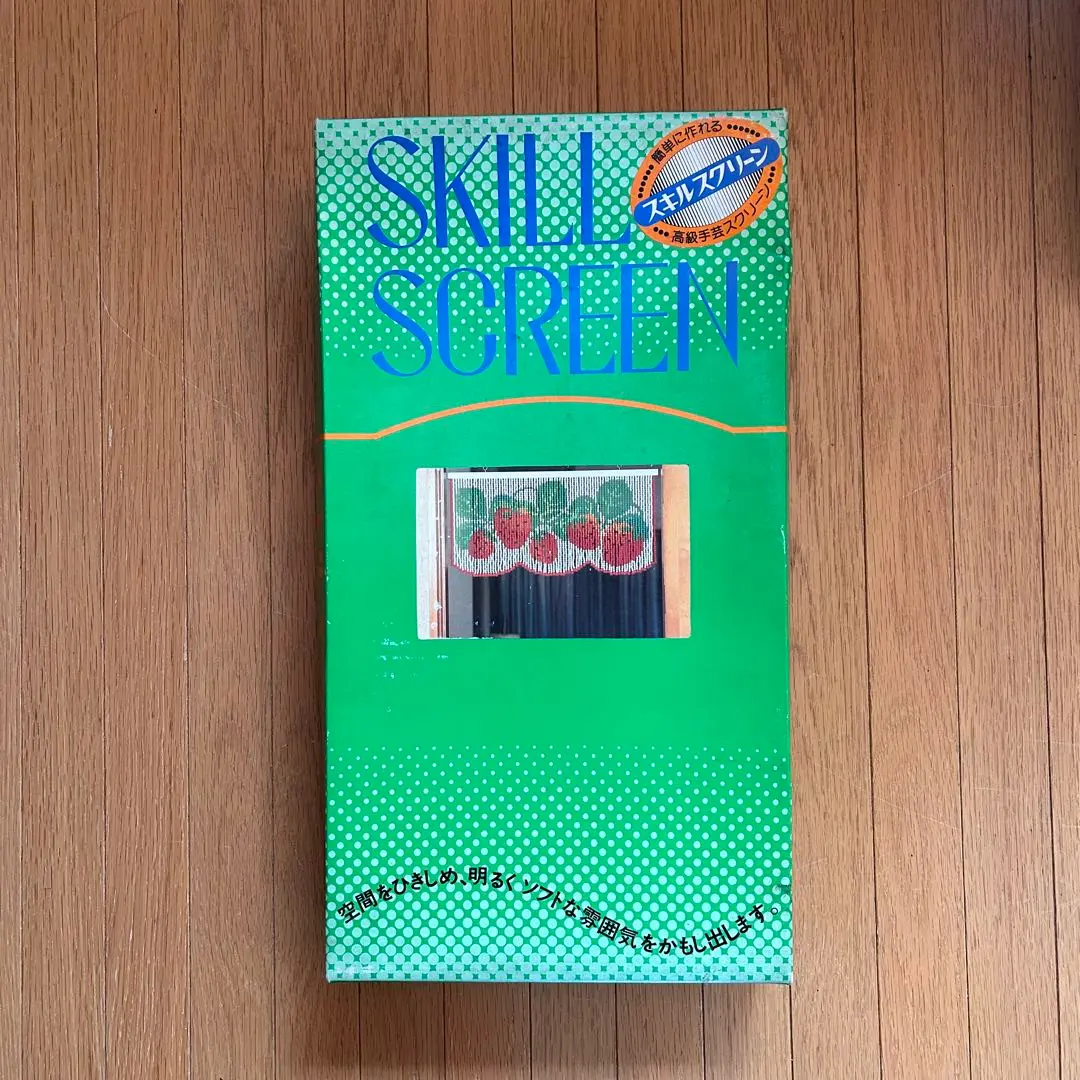 SKILL
SCREEN
簡単に作れる
スキルスクリーン
高級手芸スクリーン
空間をひきしめ、明るくソフトな雰囲気をかもし出します。